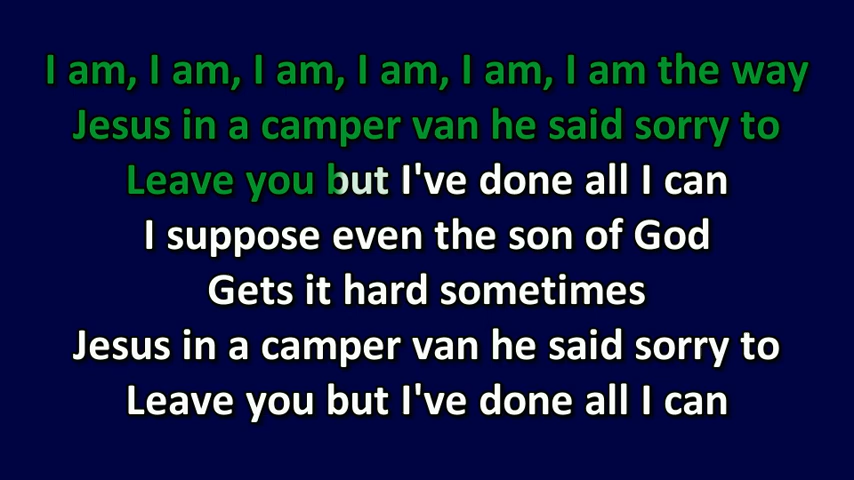 I am, I am, I am, I am, I am, I am the way
Jesus in a camper van he said sorry to
Leave you but I've done all I can
I suppose even the son of God
Gets it hard sometimes
Jesus in a camper van he said sorry to
Leave you but I've done all I can